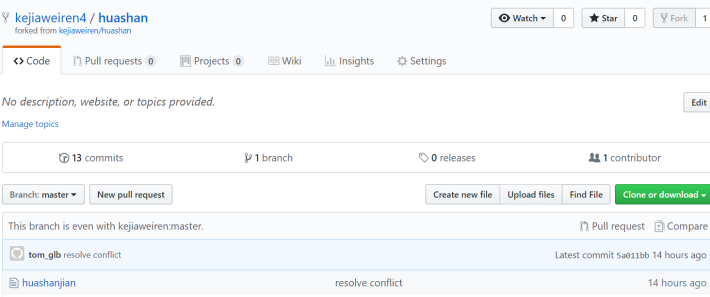 kejiaweiren4 / huashan
Watch 0 Star 0 Fork 1
forked from kejiaweiren/huashan
Code Pull requests 0 Projects 0 Wiki Insights Settings
No description, website, or topics provided. Edit
Manage topics
13 commits 1 branch 0 releases 1 contributor
Branch: master New pull request Create new file Upload files Find File Clone or download
This branch is even with kejiaweiren:master. Pull request Compare
tom_glb resolve conflict Latest commit 5a011bb 14 hours ago
huashanjian resolve conflict 14 hours ago